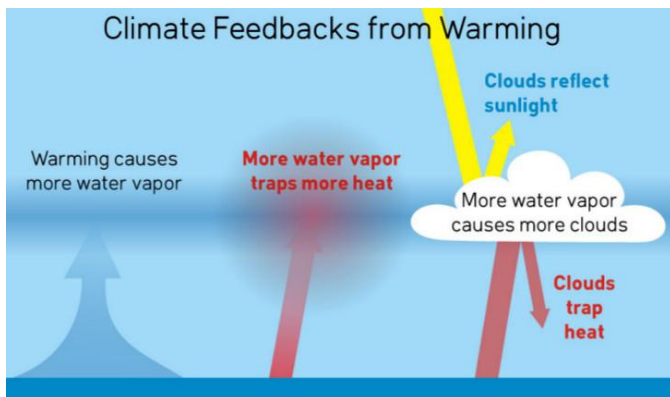 Climate Feedbacks from Warming
Clouds reflect
sunlight
Warming causes
more water vapor
More water vapor
traps more heat
More water vapor
causes more clouds
Clouds
trap
heat